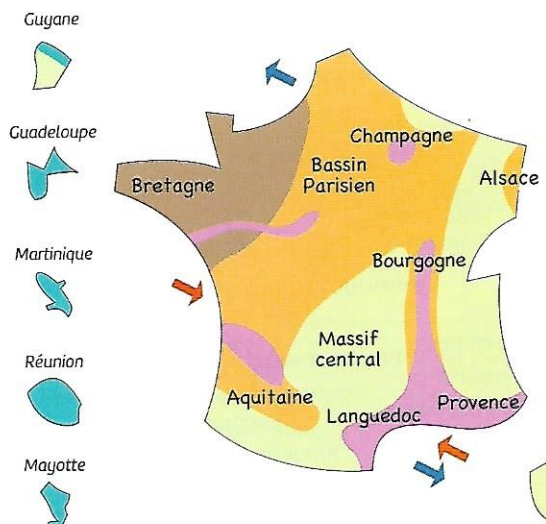 Guyane
Guadeloupe
Martinique
Réunion
Mayotte
Champagne
Bassin
Parisien
Bretagne
Alsace
Bourgogne
Massif
central
Aquitaine
Languedoc
Provence